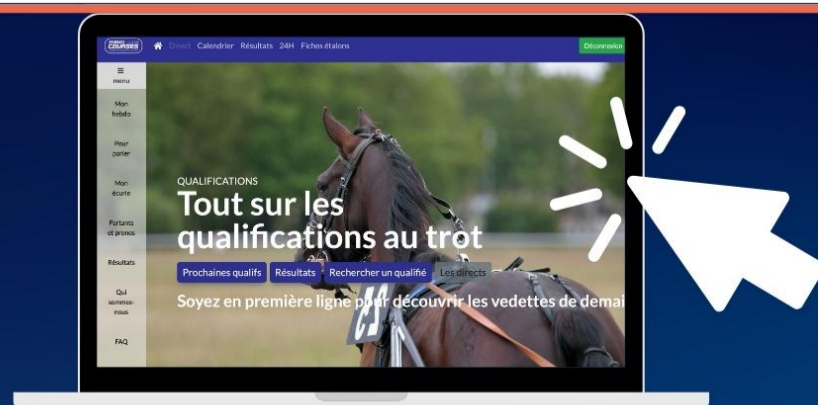 COURSES
Direct Calendrier Résultats 24H Fiches étalons
Déconnexion
menu
Mon
hebdo
Pour
parier
Mon
écurie
Partants
et pronos
Résultats
Qui
sommes-
nous
FAQ
QUALIFICATIONS
Tout sur les
qualifications au trot
Prochaines qualifs Résultats Rechercher un qualifié Les directs
Soyez en première ligne pour découvrir les vedettes de demai